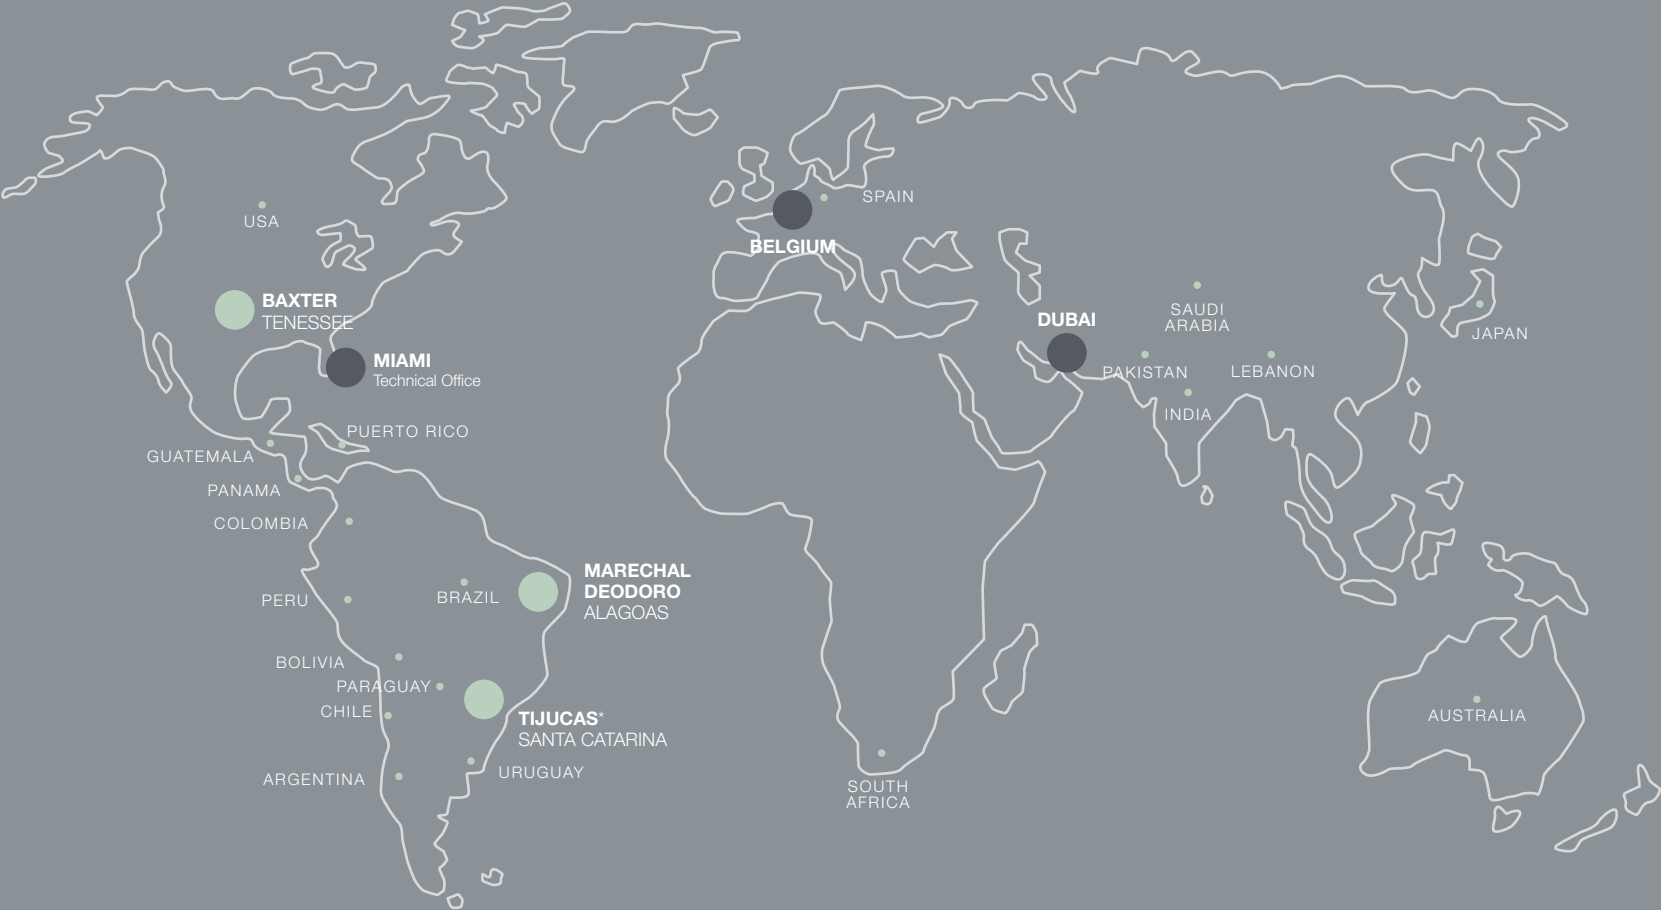 SPAIN
USA
BELGIUM
BAXTER
TENESSEE
SAUDI
ARABIA
DUBAI
JAPAN
MIAMI
Technical Office
PAKISTAN
LEBANON
INDIA
PUERTO RICO
GUATEMALA
PANAMA
COLOMBIA
MARECHAL
DEODORO
ALAGOAS
BRAZIL
PERU
BOLIVIA
PARAGUAY
CHILE
TIJUCAS*
SANTA CATARINA
AUSTRALIA
URUGUAY
ARGENTINA
SOUTH
AFRICA